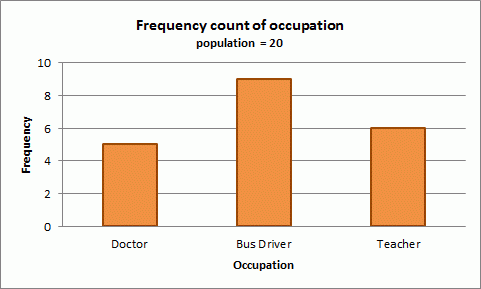 Frequency count of occupation
population = 20
Frequency
10
8
6
4
2
0
Doctor Bus Driver Teacher
Occupation